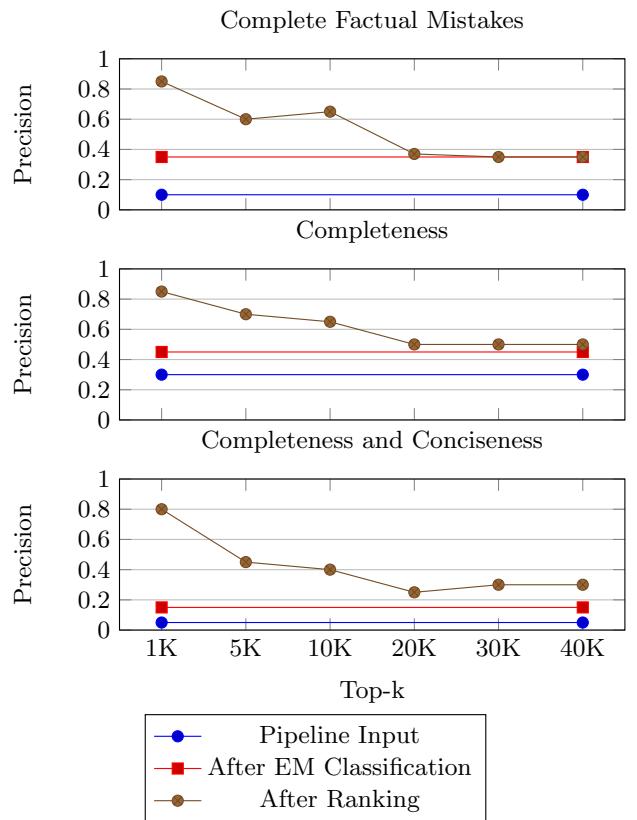 Complete Factual Mistakes
1
0.8
0.6
0.4
0.2
0
Precision
Completeness
1
0.8
0.6
0.4
0.2
0
Precision
Completeness and Conciseness
1
0.8
0.6
0.4
0.2
0
Precision
1K 5K 10K 20K 30K 40K
Top-k
Pipeline Input
After EM Classification
After Ranking